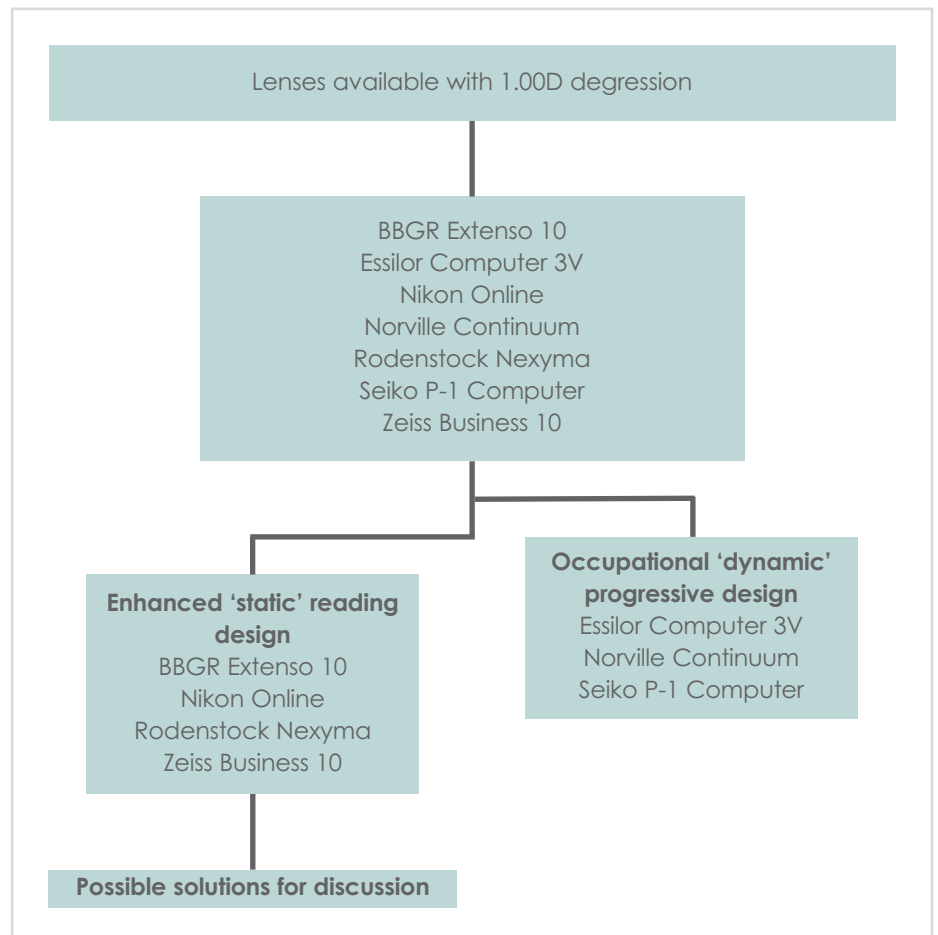 Lenses available with 1.00D degression
BBGR Extenso 10
Essilor Computer 3V
Nikon Online
Norville Continuum
Rodenstock Nexyma
Seiko P-1 Computer
Zeiss Business 10
Enhanced ‘static’ reading
design
BBGR Extenso 10
Nikon Online
Rodenstock Nexyma
Zeiss Business 10
Occupational ‘dynamic’
progressive design
Essilor Computer 3V
Norville Continuum
Seiko P-1 Computer
Possible solutions for discussion